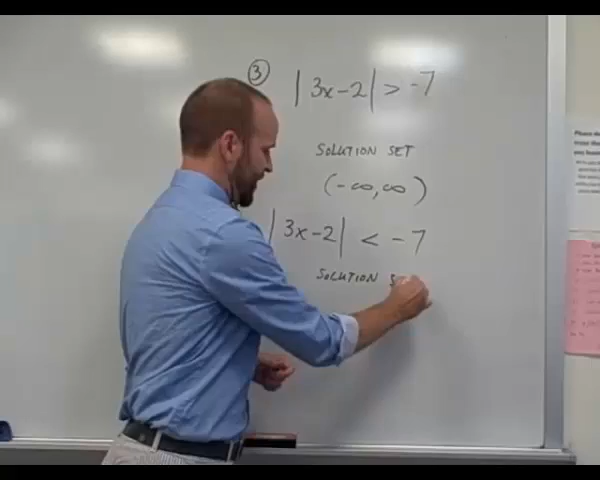 ③
|3x-2| > -7
SOLUTION SET
(-∞,∞)
|3x-2| < -7
SOLUTION